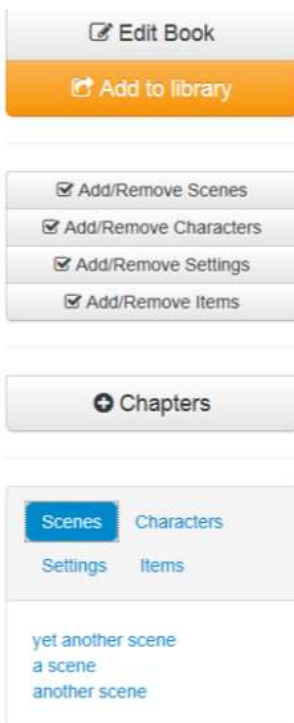 Edit Book
Add to library
Add/Remove Scenes
Add/Remove Characters
Add/Remove Settings
Add/Remove Items
Chapters
Scenes Characters
Settings Items
yet another scene
a scene
another scene